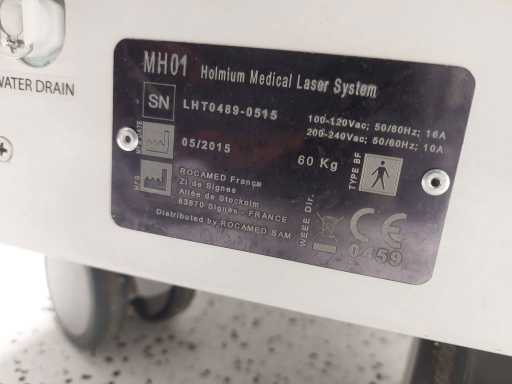 WATER DRAIN
MH01 Holmium Medical Laser System
SN LHT0489-0515
100-120Vac; 50/60Hz; 16A
200-240Vac; 50/60Hz; 10A
05/2015
60 Kg
TYPE BF
MFG
ROCAMED France
Zi de Signes
Allée de Stockolm
83870 Signes - FRANCE
Distributed by ROCAMED SAM
WEEE Dir.
CE
0459